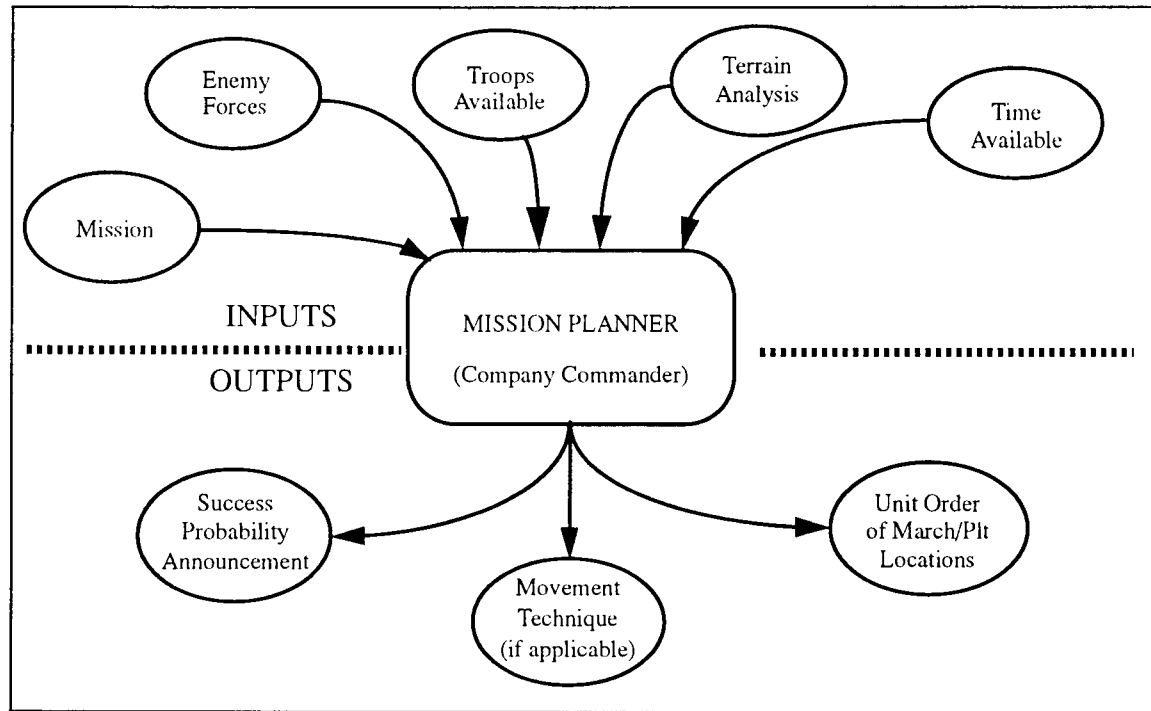 Enemy
Forces
Troops
Available
Terrain
Analysis
Time
Available
Mission
INPUTS
OUTPUTS
MISSION PLANNER
(Company Commander)
Success
Probability
Announcement
Movement
Technique
(if applicable)
Unit Order
of March/Plt
Locations